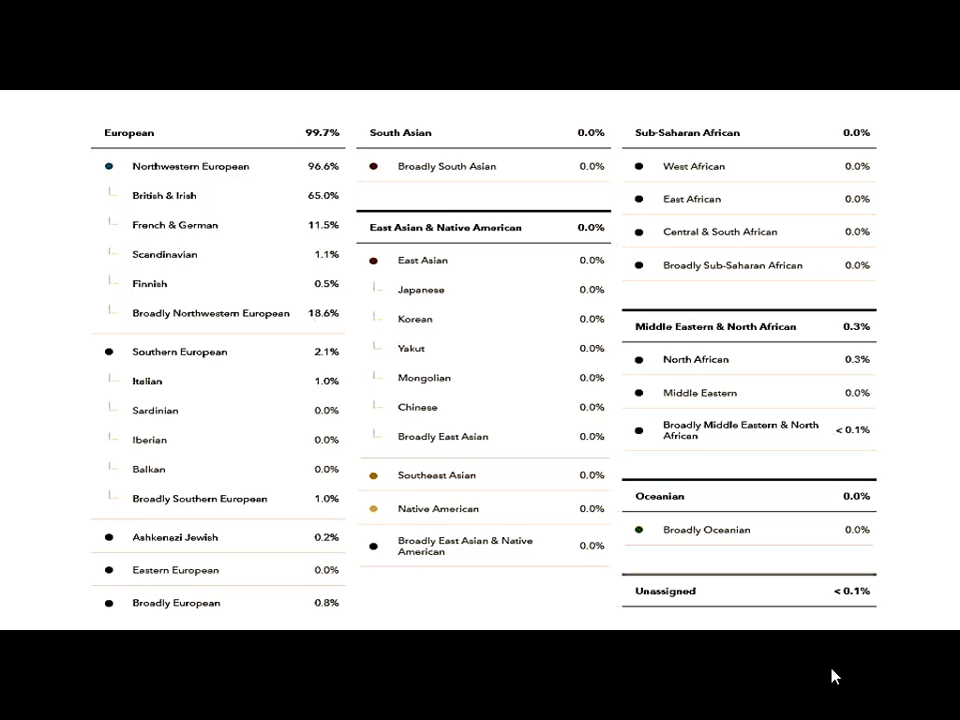 European 99.7%
Northwestern European 96.6%
British & Irish 65.0%
French & German 11.5%
Scandinavian 1.1%
Finnish 0.5%
Broadly Northwestern European 18.6%
Southern European 2.1%
Italian 1.0%
Sardinian 0.0%
Iberian 0.0%
Balkan 0.0%
Broadly Southern European 1.0%
Ashkenazi Jewish 0.2%
Eastern European 0.0%
Broadly European 0.8%
South Asian 0.0%
Broadly South Asian 0.0%
East Asian & Native American 0.0%
East Asian 0.0%
Japanese 0.0%
Korean 0.0%
Yakut 0.0%
Mongolian 0.0%
Chinese 0.0%
Broadly East Asian 0.0%
Southeast Asian 0.0%
Native American 0.0%
Broadly East Asian & Native
American 0.0%
Sub-Saharan African 0.0%
West African 0.0%
East African 0.0%
Central & South African 0.0%
Broadly Sub-Saharan African 0.0%
Middle Eastern & North African 0.3%
North African 0.3%
Middle Eastern 0.0%
Broadly Middle Eastern & North
African < 0.1%
Oceanian 0.0%
Broadly Oceanian 0.0%
Unassigned < 0.1%